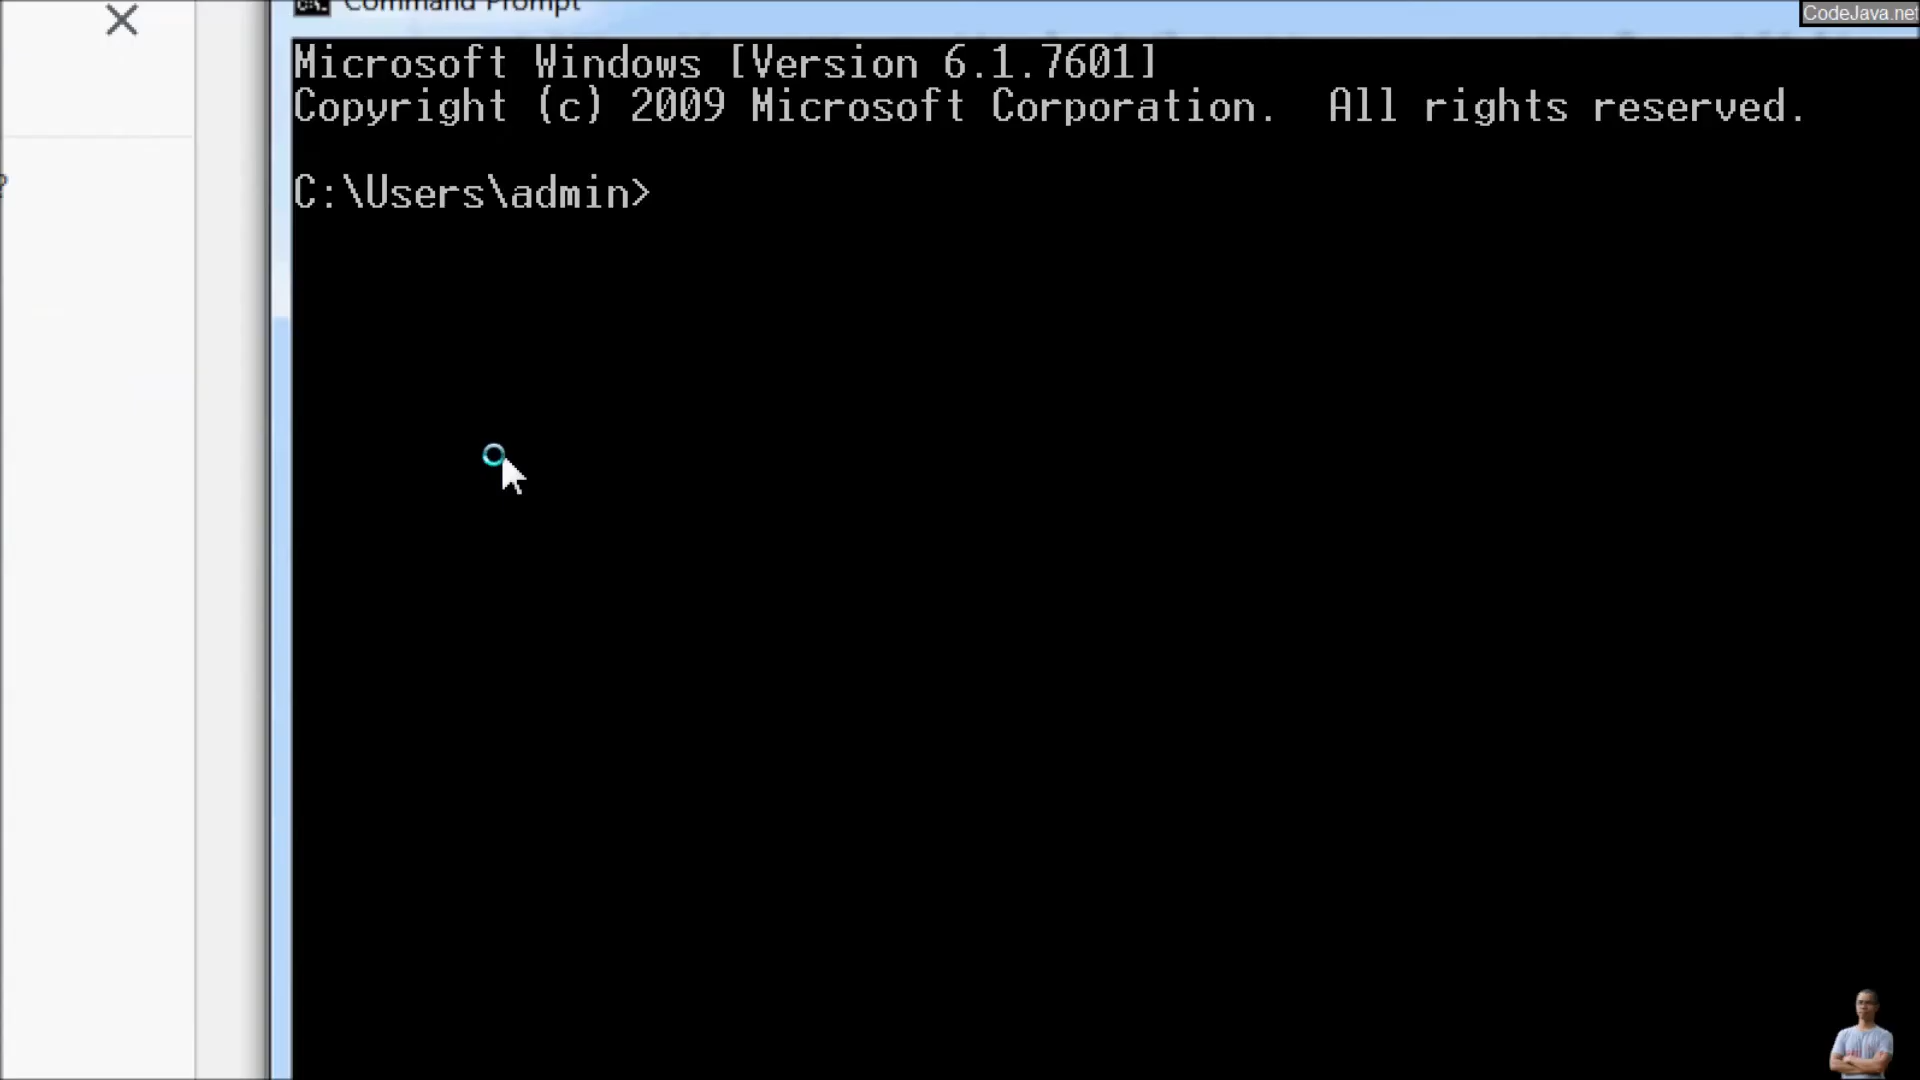 Command Prompt
CodeJava.net
Microsoft Windows [Version 6.1.7601]
Copyright (c) 2009 Microsoft Corporation.  All rights reserved.
?
C:\Users\admin>